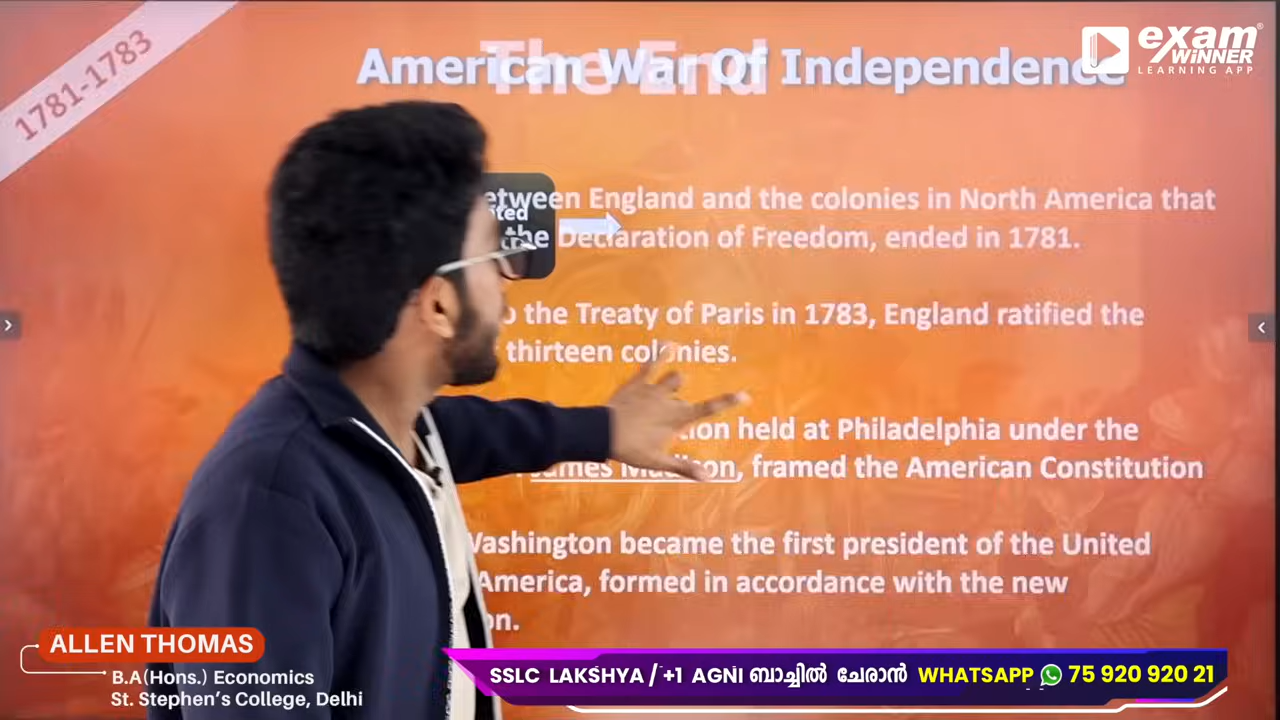 1781-1783
American War Of Independence
The End
exam
WiNNER
LEARNING APP
etween England and the colonies in North America that
the Declaration of Freedom, ended in 1781.
the Treaty of Paris in 1783, England ratified the
thirteen colonies.
held at Philadelphia under the
James Madison, framed the American Constitution
Washington became the first president of the United
America, formed in accordance with the new
on.
ALLEN THOMAS
B.A(Hons.) Economics
St. Stephen's College, Delhi
SSLC LAKSHYA / +1 AGNI ബാച്ചിൽ ചേരാൻ WHATSAPP 75 920 920 21